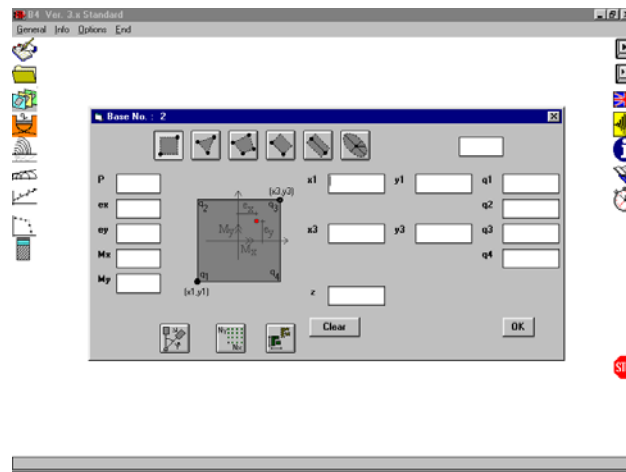 B4 Ver. 3.x Standard
General Info Options End
Base No. : 2
P
ex
ey
Mx
My
q2
(x3,y3)
ex
q3
My
ey
Mx
q1
q4
(x1,y1)
x1
y1
q1
q2
x3
y3
q3
q4
z
Clear
OK